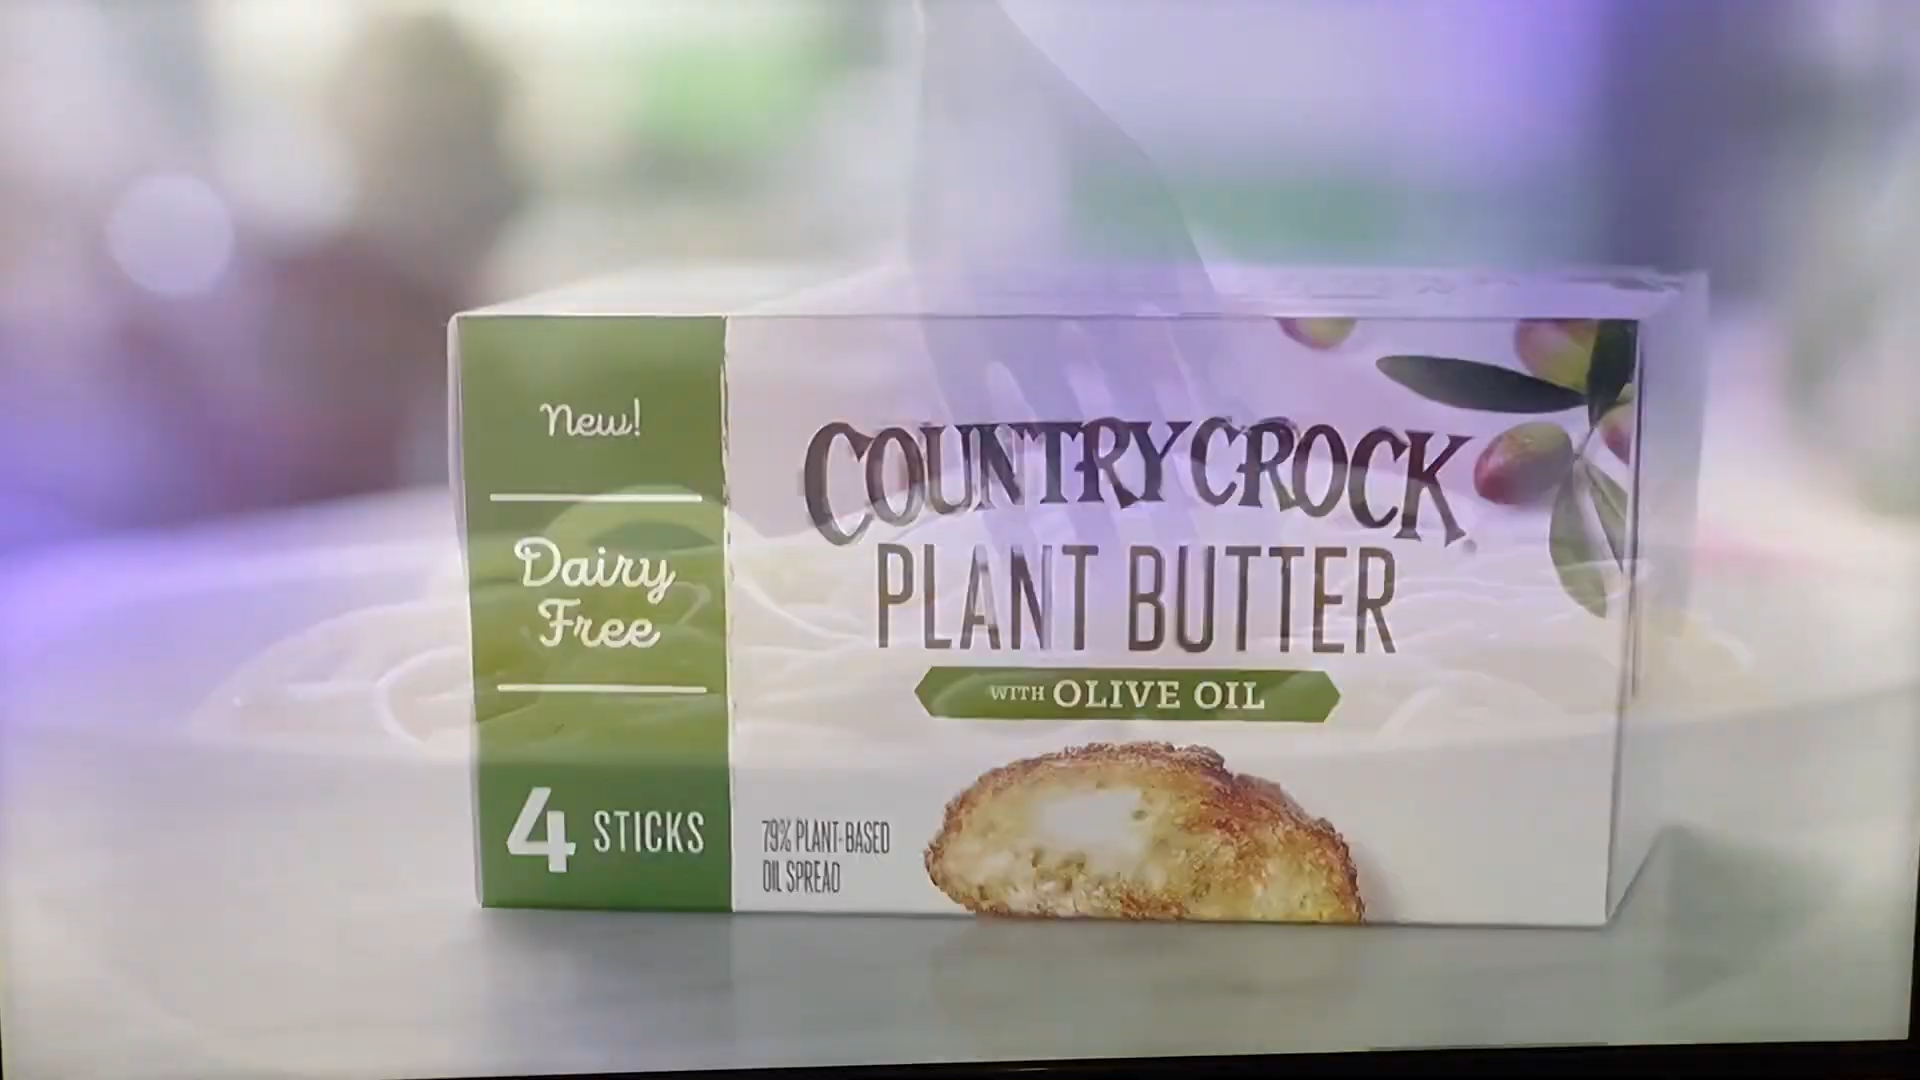 New!
Dairy
Free
4 STICKS
COUNTRY CROCK®
PLANT BUTTER
WITH OLIVE OIL
79% PLANT-BASED
OIL SPREAD